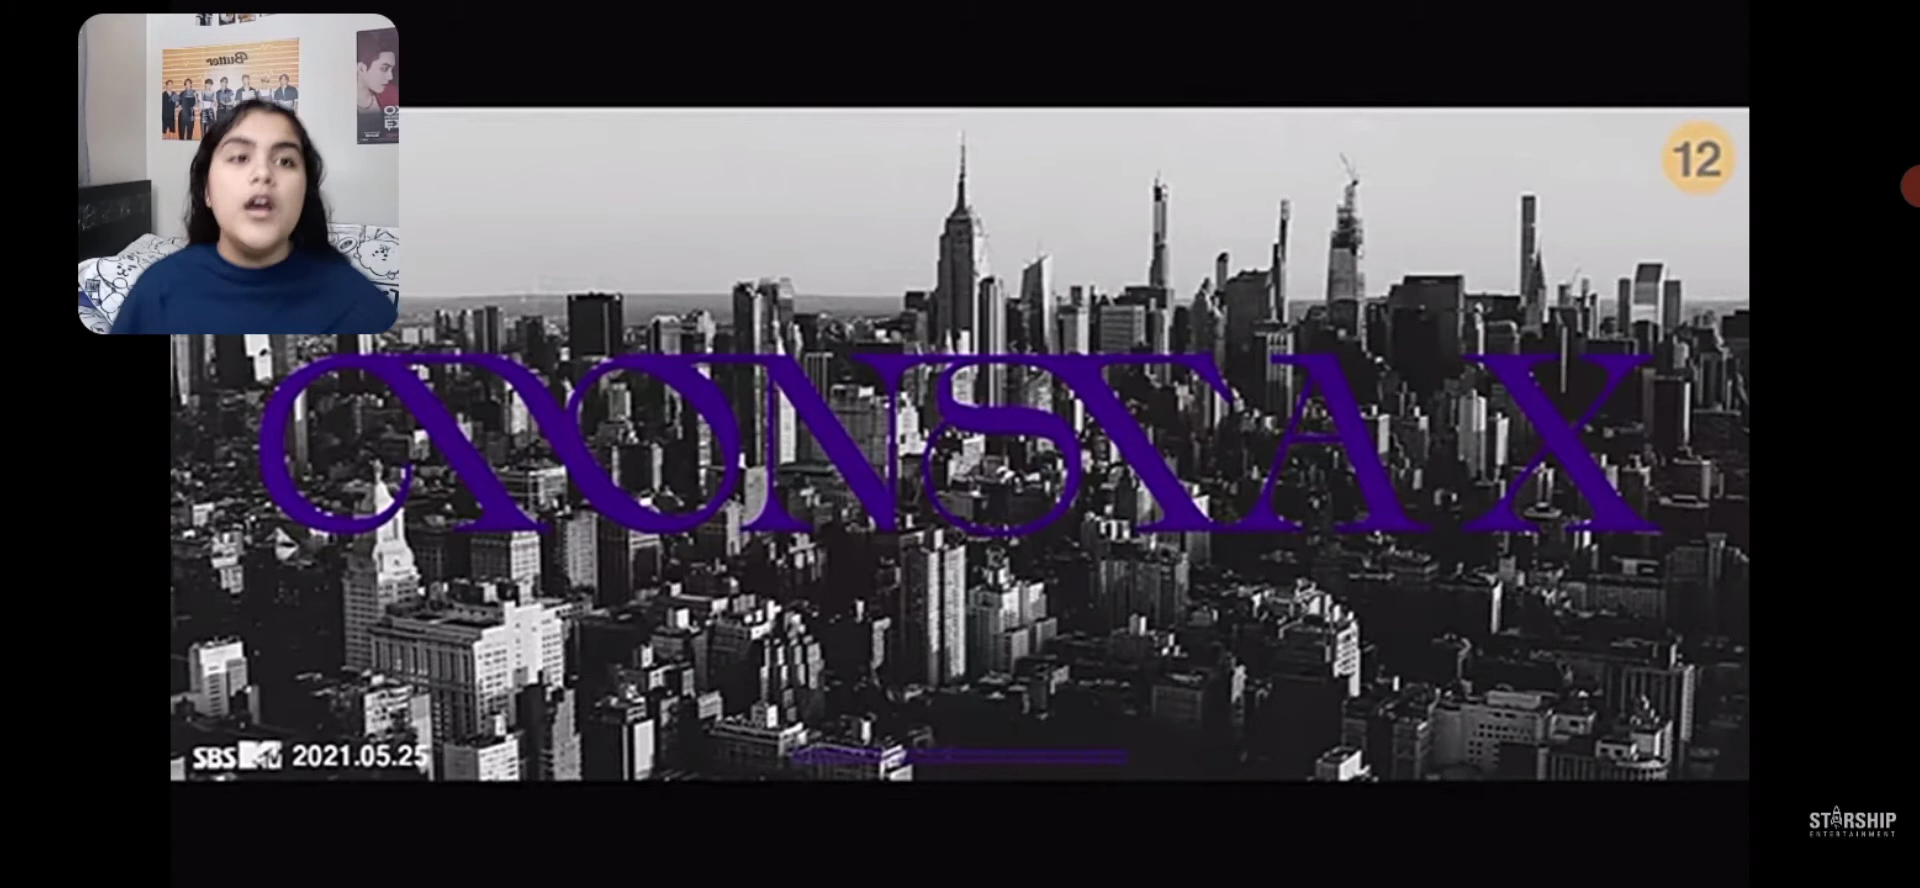 Butter
12
MONSTA X
SBS MTV 2021.05.25
STARSHIP
ENTERTAINMENT